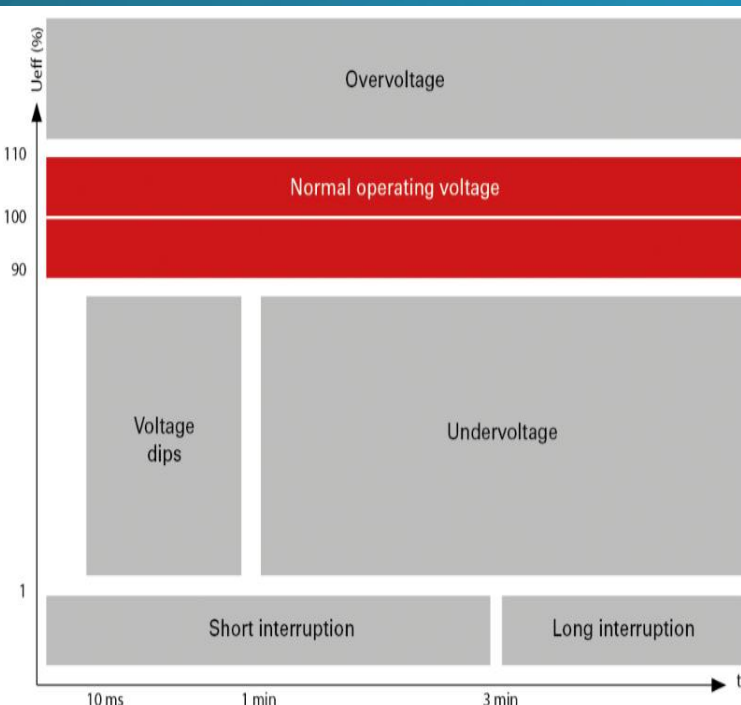 Ueff (%)
Overvoltage
110
Normal operating voltage
100
90
Voltage
dips
Undervoltage
1
Short interruption
Long interruption
t
10 ms
1 min
3 min